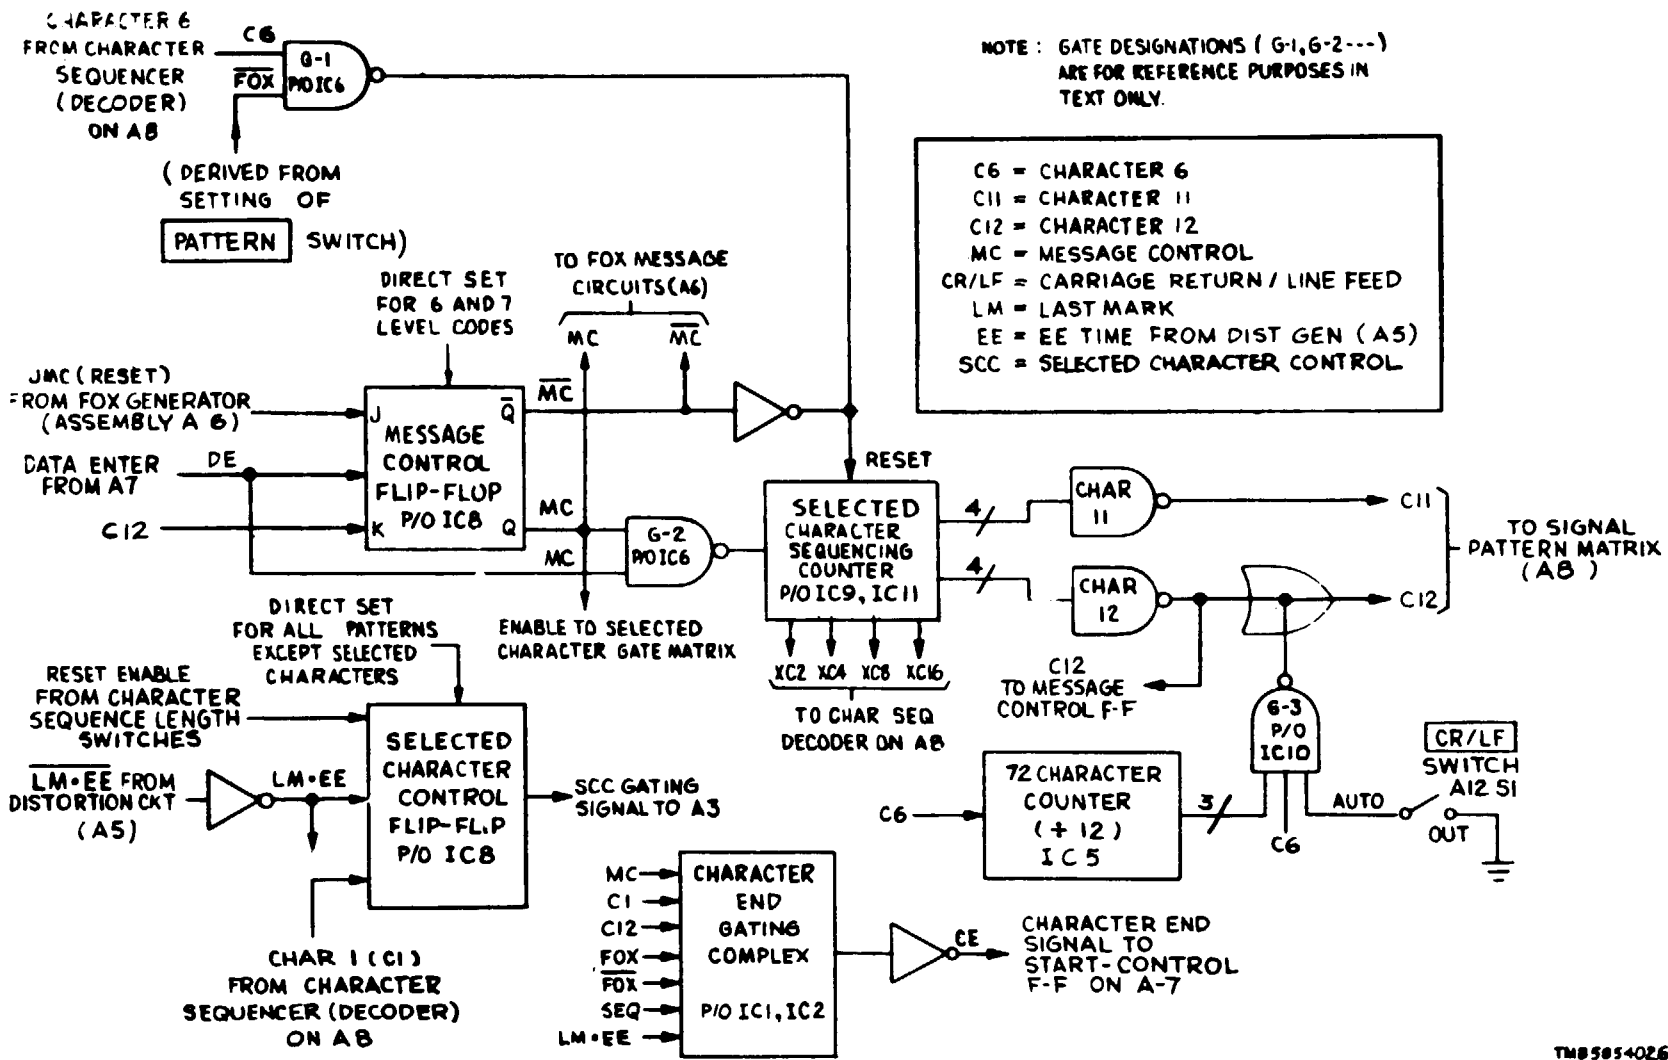 CHARACTER 6
FROM CHARACTER
SEQUENCER
(DECODER)
ON A8
C6
FOX
G-1
P/O IC6
(DERIVED FROM
SETTING OF
PATTERN SWITCH)
NOTE: GATE DESIGNATIONS (G-1, G-2---)
ARE FOR REFERENCE PURPOSES IN
TEXT ONLY.
C6 = CHARACTER 6
C11 = CHARACTER 11
C12 = CHARACTER 12
MC = MESSAGE CONTROL
CR/LF = CARRIAGE RETURN / LINE FEED
LM = LAST MARK
EE = EE TIME FROM DIST GEN (A5)
SCC = SELECTED CHARACTER CONTROL
DIRECT SET
FOR 6 AND 7
LEVEL CODES
TO FOX MESSAGE
CIRCUITS (A6)
MC
MC
JMC (RESET)
FROM FOX GENERATOR
(ASSEMBLY A 6)
DATA ENTER
FROM A7
DE
C12
J
Q
MESSAGE
CONTROL
FLIP-FLOP
P/O IC8
K
Q
MC
MC
MC
G-2
P/O IC6
RESET
SELECTED
CHARACTER
SEQUENCING
COUNTER
P/O IC9, IC11
4
4
CHAR
11
CHAR
12
C11
C12
TO SIGNAL
PATTERN MATRIX
(A8)
XC2 XC4 XC8 XC16
TO CHAR SEQ
DECODER ON A8
ENABLE TO SELECTED
CHARACTER GATE MATRIX
C12
TO MESSAGE
CONTROL F-F
DIRECT SET
FOR ALL PATTERNS
EXCEPT SELECTED
CHARACTERS
RESET ENABLE
FROM CHARACTER
SEQUENCE LENGTH
SWITCHES
LM•EE FROM
DISTORTION CKT
(A5)
LM•EE
SELECTED
CHARACTER
CONTROL
FLIP-FLIP
P/O IC8
SCC GATING
SIGNAL TO A3
CHAR 1 (C1)
FROM CHARACTER
SEQUENCER (DECODER)
ON A8
C6
72 CHARACTER
COUNTER
(÷12)
IC5
3
G-3
P/O
IC10
C6
AUTO
OUT
CR/LF
SWITCH
A12 S1
MC
C1
C12
FOX
FOX
SEQ
LM•EE
CHARACTER
END
GATING
COMPLEX
P/O IC1, IC2
CE
CHARACTER END
SIGNAL TO
START-CONTROL
F-F ON A-7
TM85854026